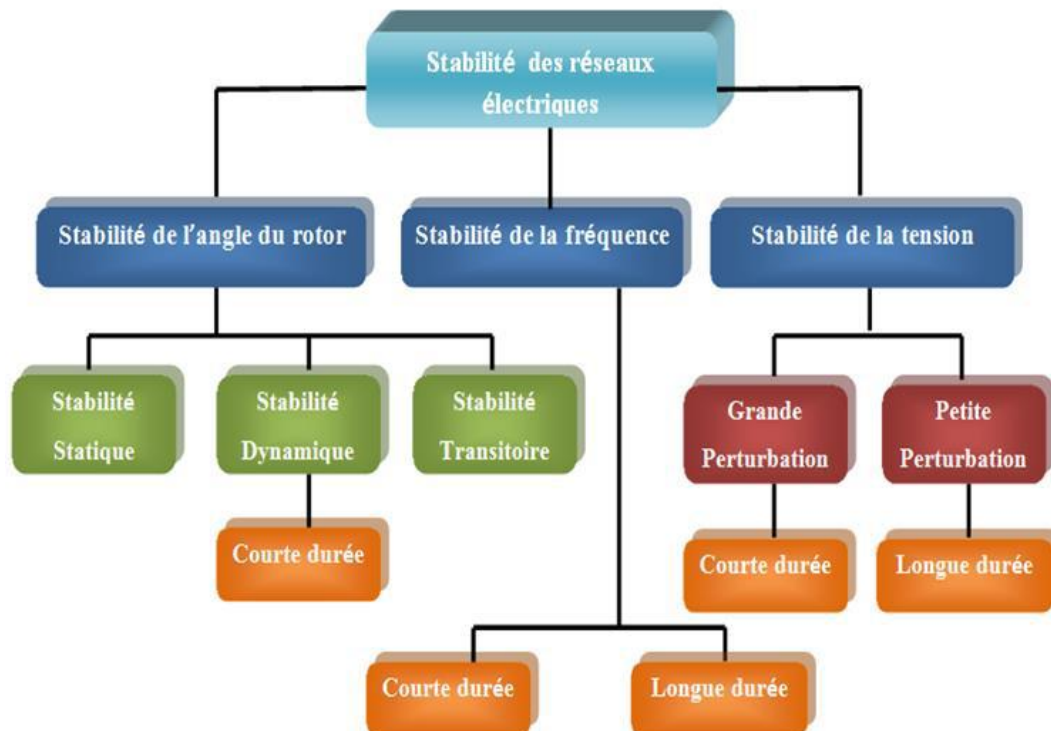 Stabilité des réseaux
électriques
Stabilité de l'angle du rotor
Stabilité de la fréquence
Stabilité de la tension
Stabilité
Statique
Stabilité
Dynamique
Stabilité
Transitoire
Grande
Perturbation
Petite
Perturbation
Courte durée
Courte durée
Longue durée
Courte durée
Longue durée